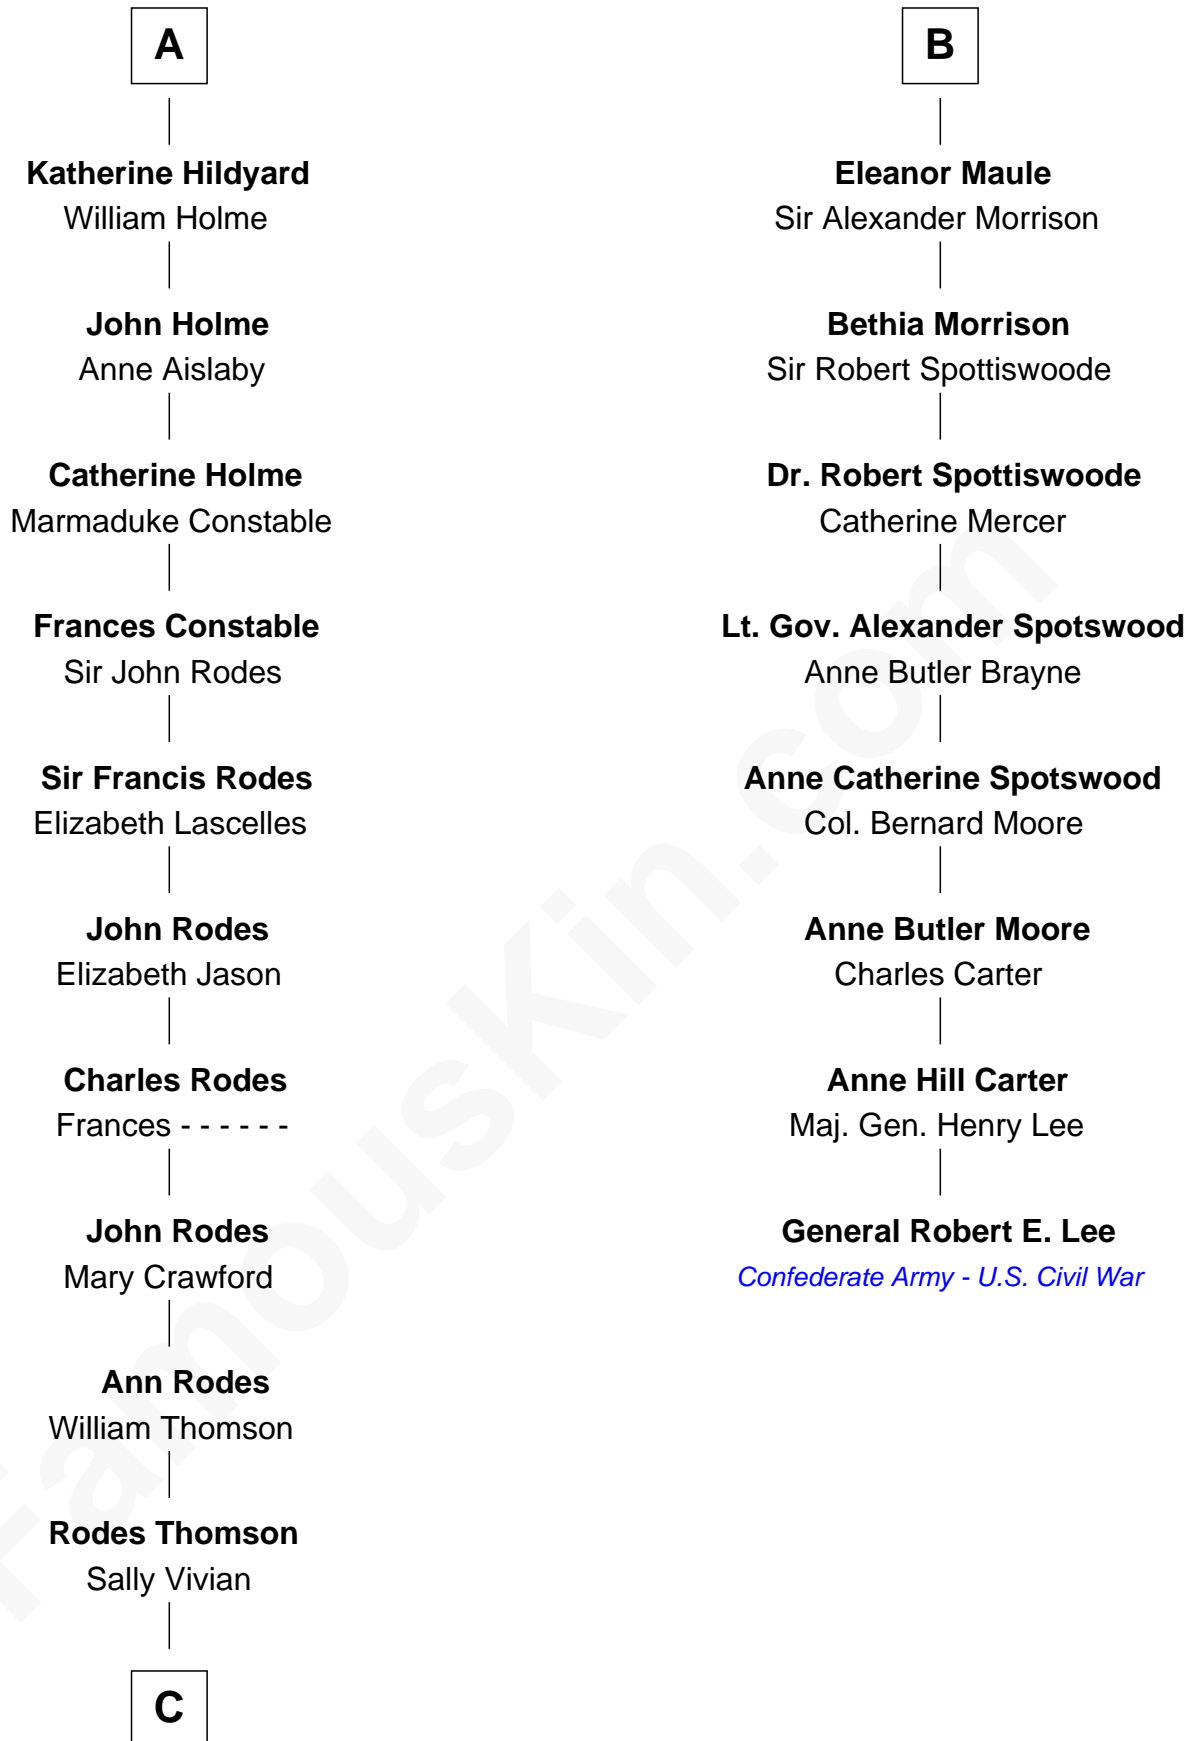 A
Katherine Hildyard
William Holme
John Holme
Anne Aislaby
Catherine Holme
Marmaduke Constable
Frances Constable
Sir John Rodes
Sir Francis Rodes
Elizabeth Lascelles
John Rodes
Elizabeth Jason
Charles Rodes
Frances - - - - - -
John Rodes
Mary Crawford
Ann Rodes
William Thomson
Rodes Thomson
Sally Vivian
C
B
Eleanor Maule
Sir Alexander Morrison
Bethia Morrison
Sir Robert Spottiswoode
Dr. Robert Spottiswoode
Catherine Mercer
Lt. Gov. Alexander Spotswood
Anne Butler Brayne
Anne Catherine Spotswood
Col. Bernard Moore
Anne Butler Moore
Charles Carter
Anne Hill Carter
Maj. Gen. Henry Lee
General Robert E. Lee
Confederate Army - U.S. Civil War
FamousKin.com